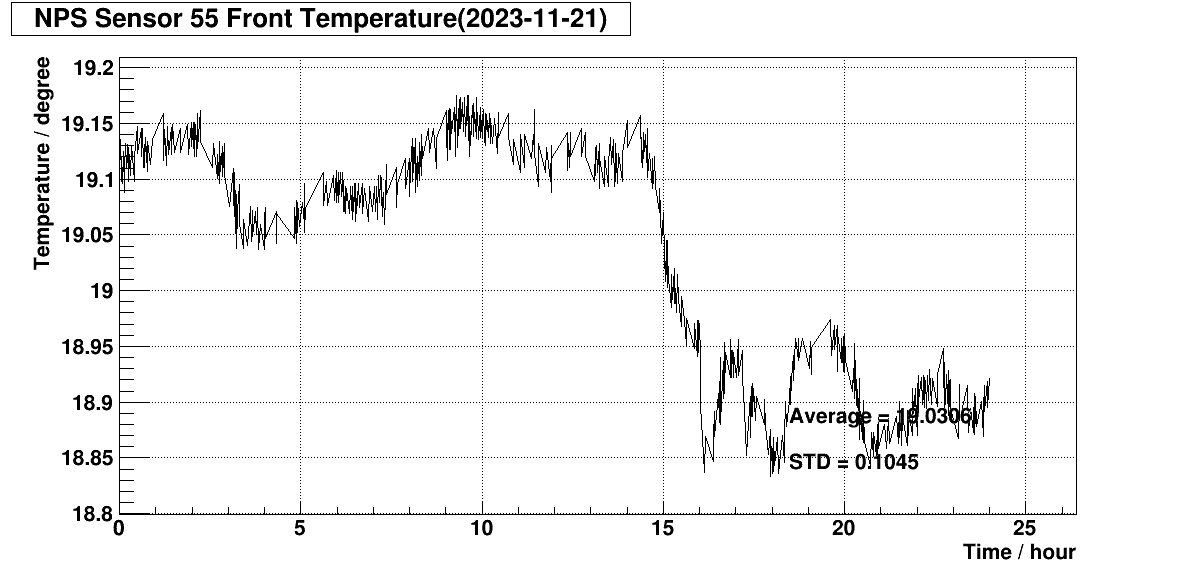 NPS Sensor 55 Front Temperature(2023-11-21)
Temperature / degree
19.2
19.15
19.1
19.05
19
18.95
18.9
18.85
18.8
Average = 19.0306
STD = 0.1045
0 5 10 15 20 25
Time / hour